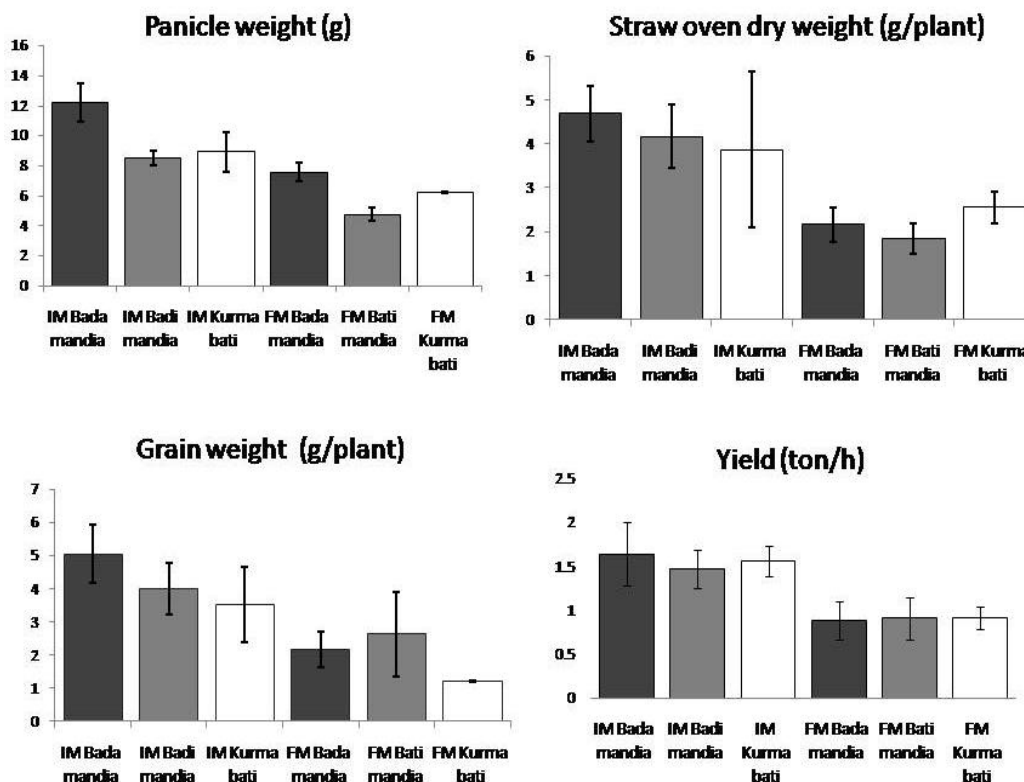 Panicle weight (g)
16
14
12
10
8
6
4
2
0
IM Bada mandia
IM Badi mandia
IM Kurma bati
FM Bada mandia
FM Bati mandia
FM Kurma bati
Straw oven dry weight (g/plant)
6
5
4
3
2
1
0
IM Bada mandia
IM Badi mandia
IM Kurma bati
FM Bada mandia
FM Bati mandia
FM Kurma bati
Grain weight (g/plant)
7
6
5
4
3
2
1
0
IM Bada mandia
IM Badi mandia
IM Kurma bati
FM Bada mandia
FM Bati mandia
FM Kurma bati
Yield (ton/h)
2.5
2
1.5
1
0.5
0
IM Bada mandia
IM Badi mandia
IM Kurma bati
FM Bada mandia
FM Bati mandia
FM Kurma bati